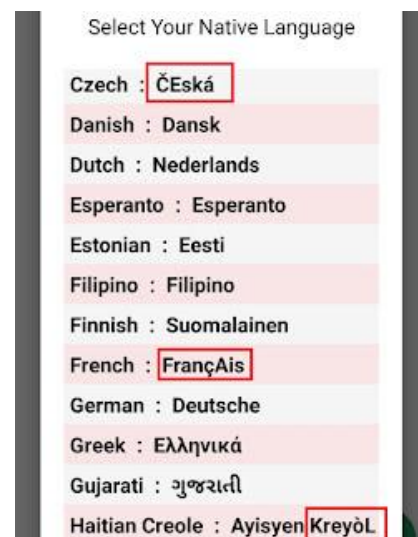 Select Your Native Language
Czech : ČEská
Danish : Dansk
Dutch : Nederlands
Esperanto : Esperanto
Estonian : Eesti
Filipino : Filipino
Finnish : Suomalainen
French : FrançAis
German : Deutsche
Greek : Ελληνικά
Gujarati : ગુજરાતી
Haitian Creole : Ayisyen KreyòL